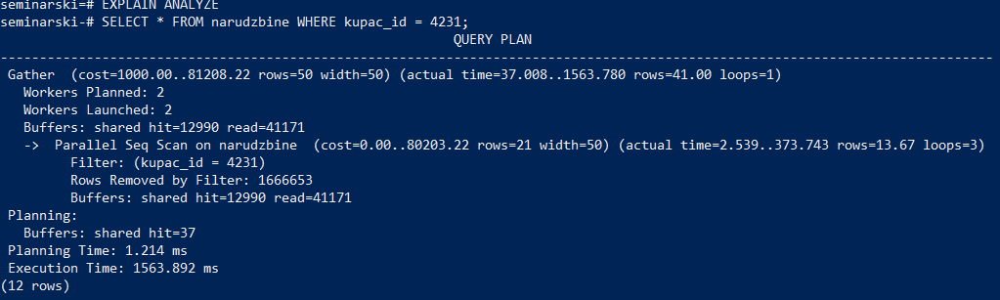 seminarski=# EXPLAIN ANALYZE
seminarski-# SELECT * FROM narudzbine WHERE kupac_id = 4231;
QUERY PLAN
-----------------------------------------------------------------------------------------------------------------------------------
Gather  (cost=1000.00..81208.22 rows=50 width=50) (actual time=37.008..1563.780 rows=41.00 loops=1)
Workers Planned: 2
Workers Launched: 2
Buffers: shared hit=12990 read=41171
->  Parallel Seq Scan on narudzbine  (cost=0.00..80203.22 rows=21 width=50) (actual time=2.539..373.743 rows=13.67 loops=3)
Filter: (kupac_id = 4231)
Rows Removed by Filter: 1666653
Buffers: shared hit=12990 read=41171
Planning:
Buffers: shared hit=37
Planning Time: 1.214 ms
Execution Time: 1563.892 ms
(12 rows)